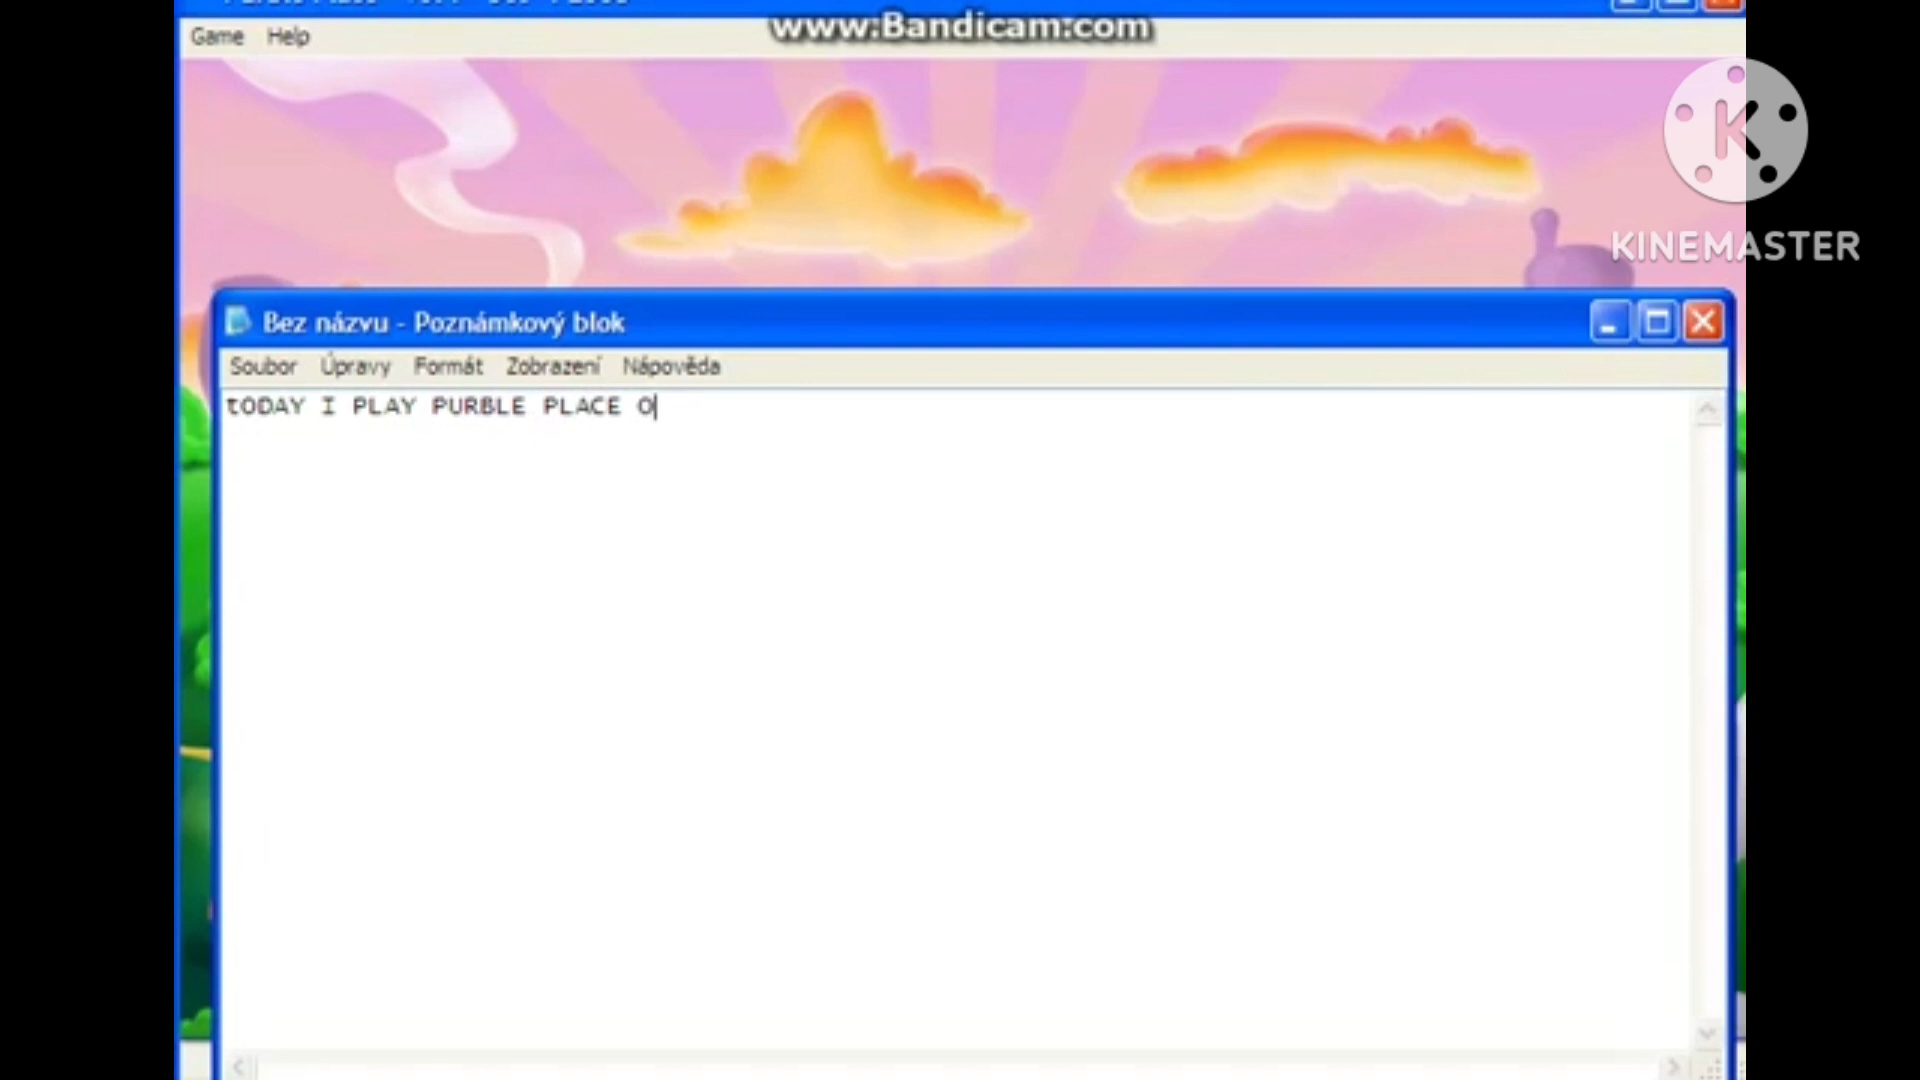 www.Bandicam.com
Game Help
KINEMASTER
Bez názvu - Poznámkový blok
Soubor Úpravy Formát Zobrazení Nápověda
tODAY I PLAY PURBLE PLACE O